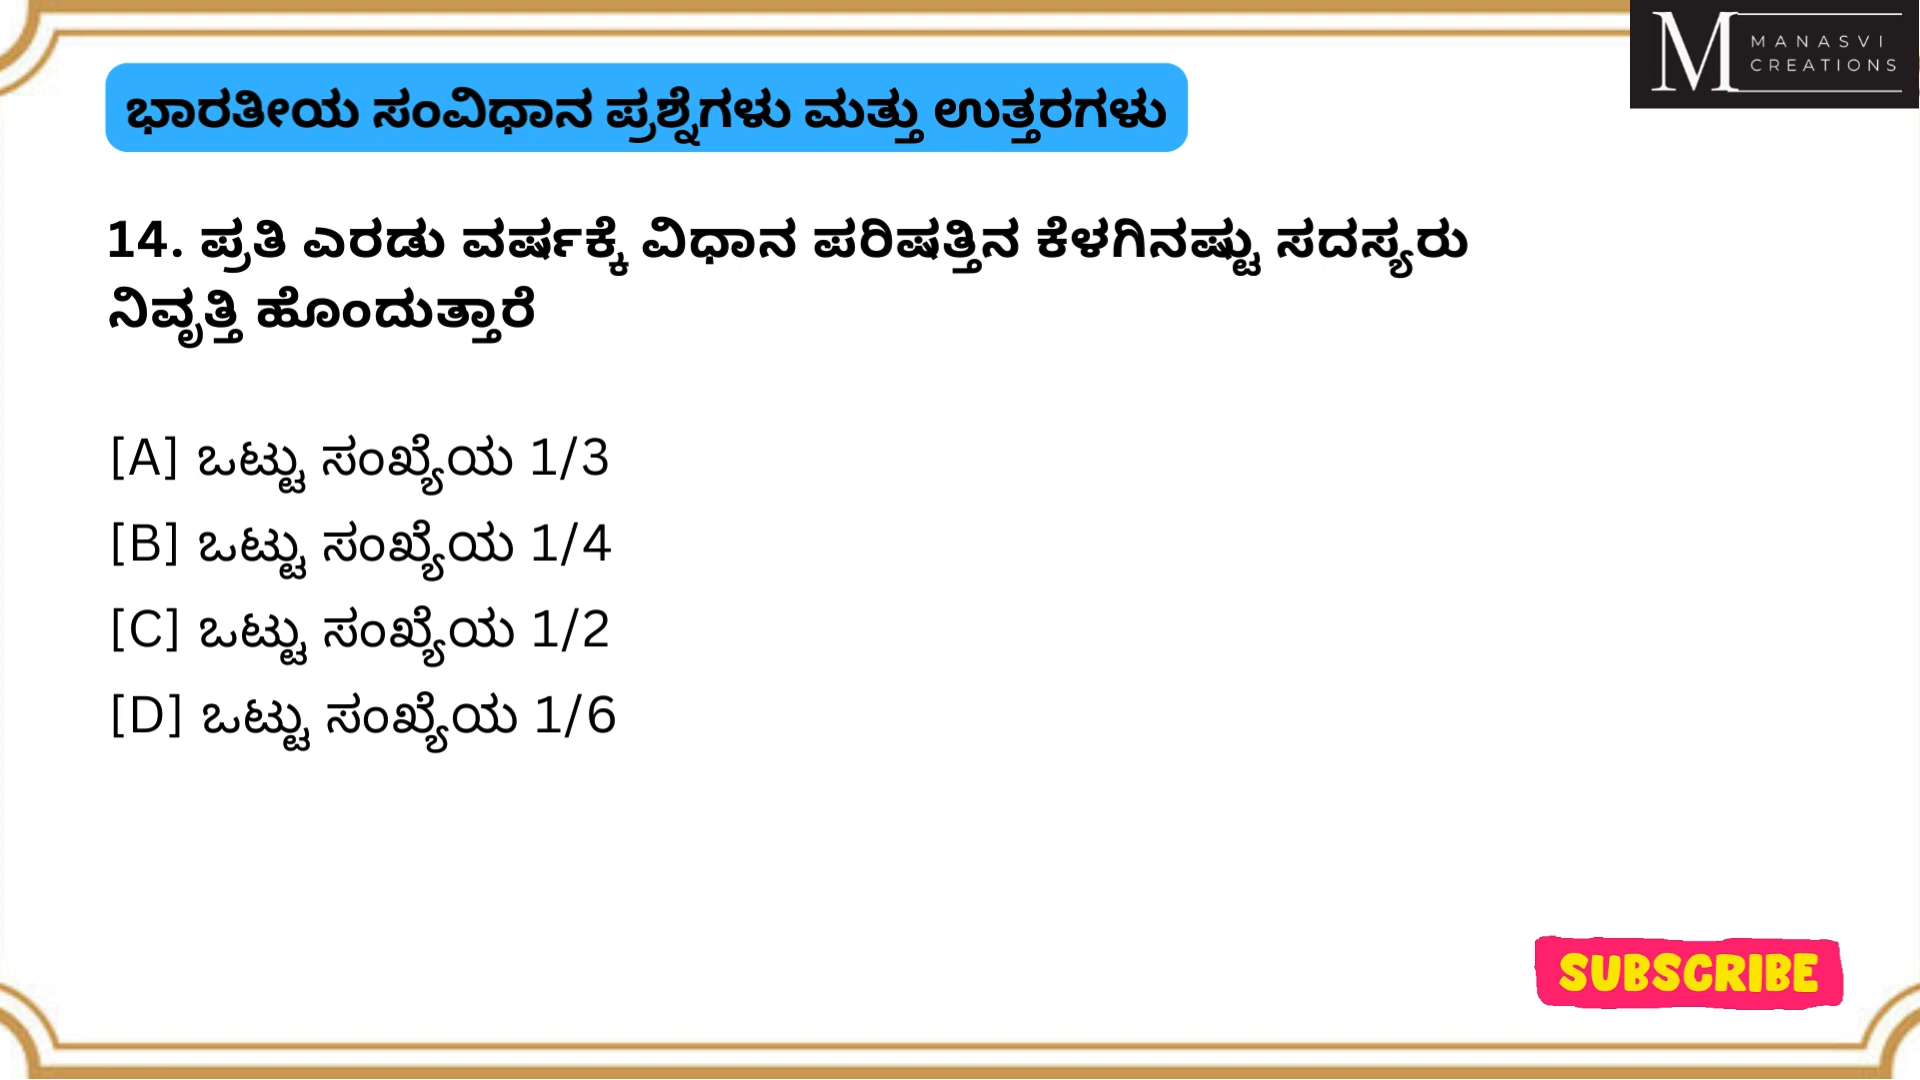 M MANASVI
CREATIONS
ಭಾರತೀಯ ಸಂವಿಧಾನ ಪ್ರಶ್ನೆಗಳು ಮತ್ತು ಉತ್ತರಗಳು
14. ಪ್ರತಿ ಎರಡು ವರ್ಷಕ್ಕೆ ವಿಧಾನ ಪರಿಷತ್ತಿನ ಕೆಳಗಿನಷ್ಟು ಸದಸ್ಯರು
ನಿವೃತ್ತಿ ಹೊಂದುತ್ತಾರೆ
[A] ಒಟ್ಟು ಸಂಖ್ಯೆಯ 1/3
[B] ಒಟ್ಟು ಸಂಖ್ಯೆಯ 1/4
[C] ಒಟ್ಟು ಸಂಖ್ಯೆಯ 1/2
[D] ಒಟ್ಟು ಸಂಖ್ಯೆಯ 1/6
SUBSCRIBE